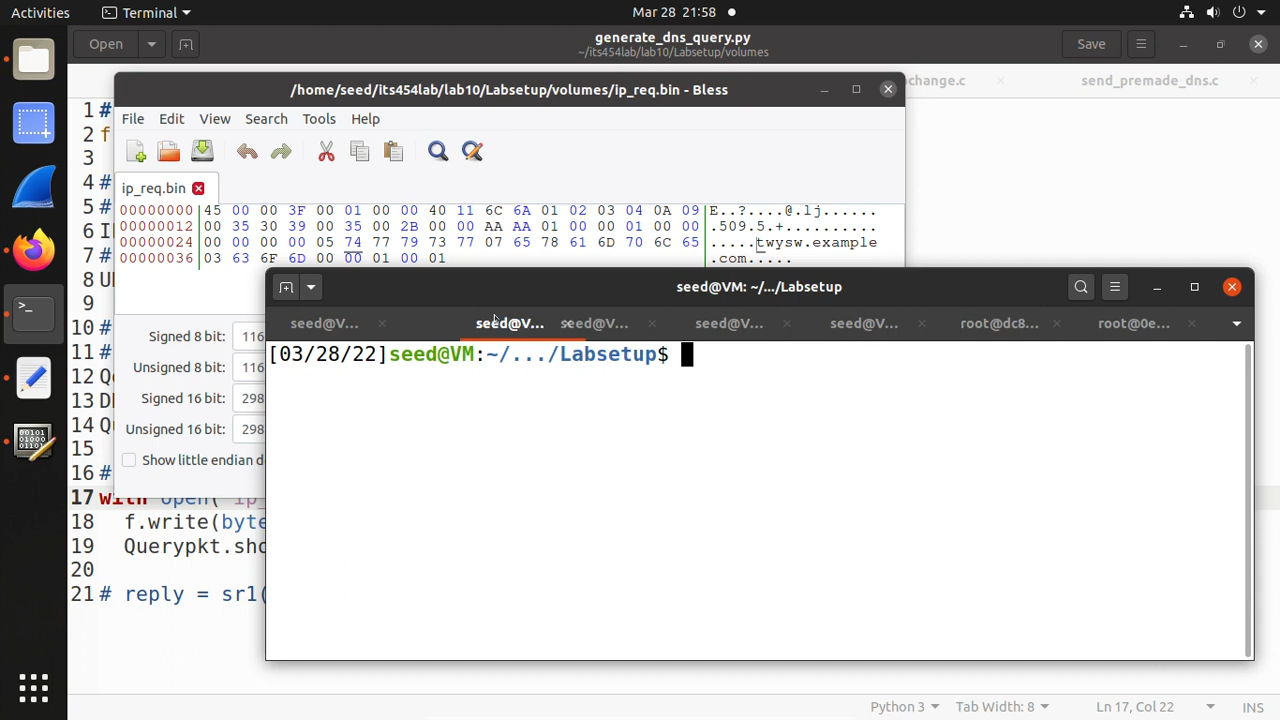 Activities Terminal Mar 28 21:58
Open generate_dns_query.py Save
~/its454lab/lab10/Labsetup/volumes
change.c send_premade_dns.c
/home/seed/its454lab/lab10/Labsetup/volumes/ip_req.bin - Bless
File Edit View Search Tools Help
ip_req.bin
00000000 45 00 00 3F 00 01 00 00 40 11 6C 6A 01 02 03 04 0A 09 E..?....@.lj......
00000012 00 35 30 39 00 35 00 2B 00 00 AA AA 01 00 00 01 00 00 .509.5.+..........
00000024 00 00 00 00 05 74 77 79 73 77 07 65 78 61 6D 70 6C 65 .....twysw.example
00000036 03 63 6F 6D 00 00 01 00 01 .com.....
Signed 8 bit: 116
Unsigned 8 bit: 116
Signed 16 bit: 298
Unsigned 16 bit: 298
Show little endian d
1 #
2 f
3
4 #
5 #
6 I
7 #
8 U
9
10 #
11 #
12 Q
13 D
14 Q
15
16 #
17 with open( ip_
18 f.write(byte
19 Querypkt.sho
20
21 # reply = sr1(
seed@VM: ~/.../Labsetup
seed@V... seed@V... seed@V... seed@V... seed@V... root@dc8... root@0e...
[03/28/22]seed@VM:~/.../Labsetup$
Python 3 Tab Width: 8 Ln 17, Col 22 INS